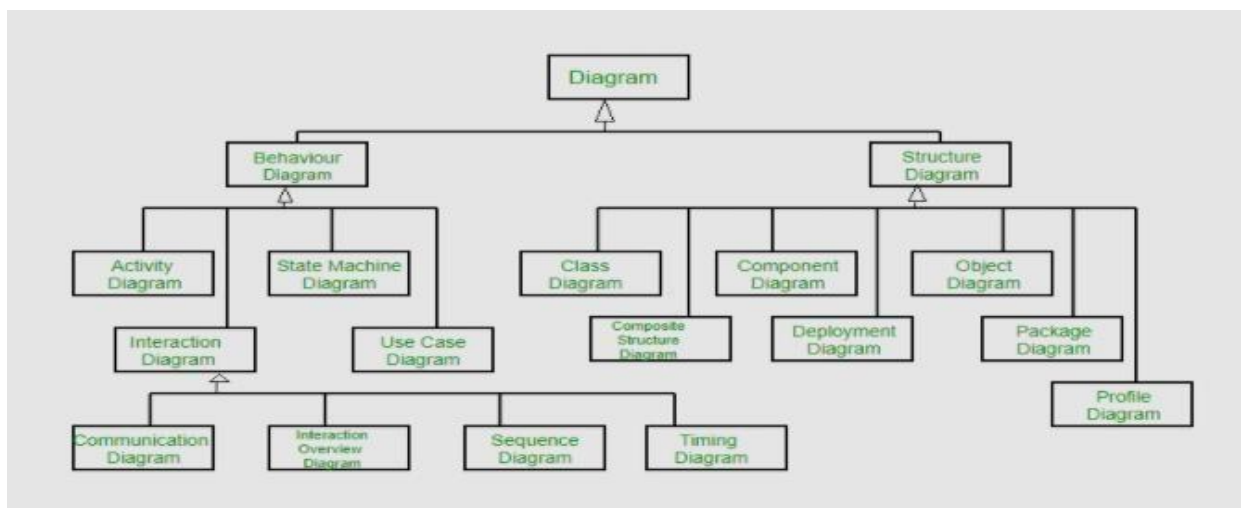 Diagram
Behaviour
Diagram
Structure
Diagram
Activity
Diagram
State Machine
Diagram
Class
Diagram
Component
Diagram
Object
Diagram
Interaction
Diagram
Use Case
Diagram
Composite
Structure
Diagram
Deployment
Diagram
Package
Diagram
Profile
Diagram
Communication
Diagram
Interaction
Overview
Diagram
Sequence
Diagram
Timing
Diagram